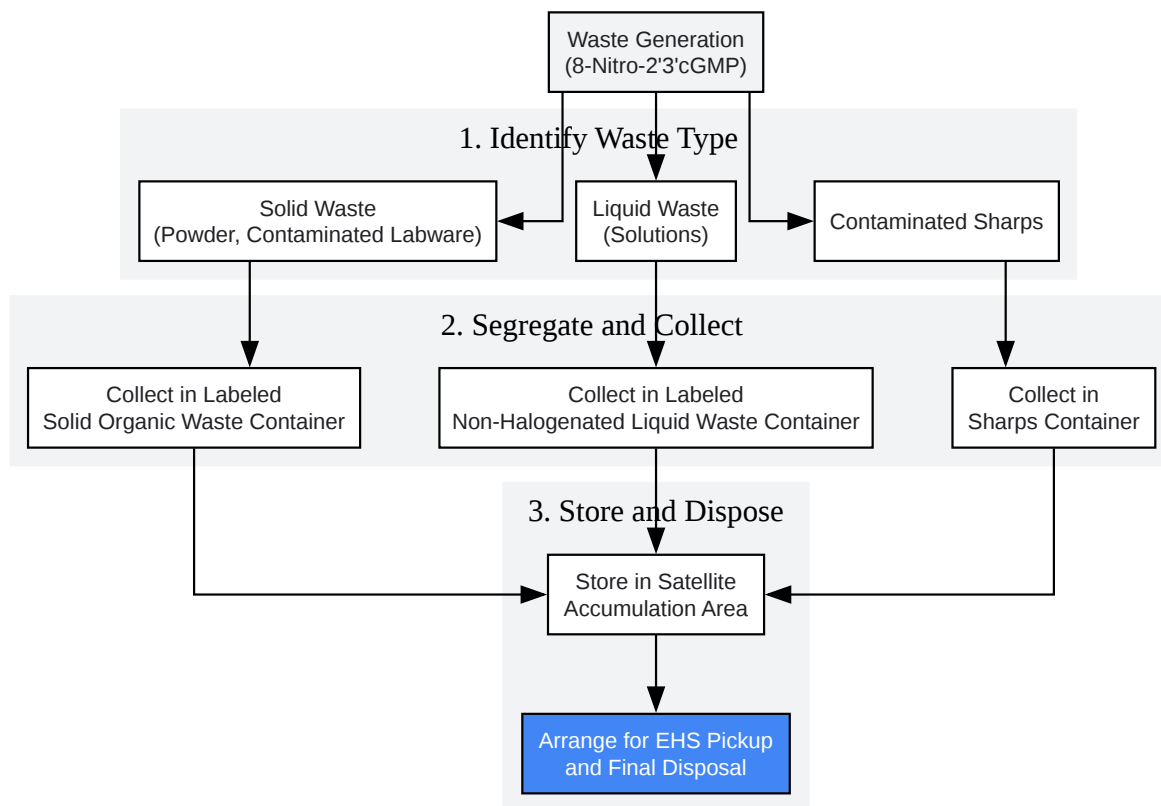 Waste Generation
(8-Nitro-2'3'cGMP)
1. Identify Waste Type
Solid Waste
(Powder, Contaminated Labware)
Liquid Waste
(Solutions)
Contaminated Sharps
2. Segregate and Collect
Collect in Labeled
Solid Organic Waste Container
Collect in Labeled
Non-Halogenated Liquid Waste Container
Collect in
Sharps Container
3. Store and Dispose
Store in Satellite
Accumulation Area
Arrange for EHS Pickup
and Final Disposal